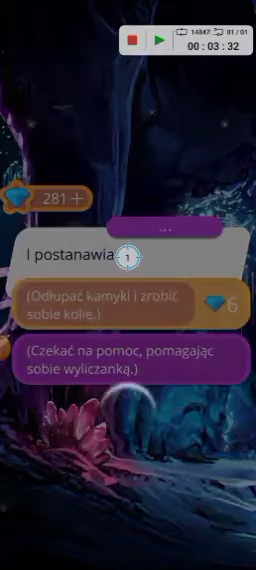 14847 01 / 01
00 : 03 : 32
281 +
...
I postanawia
1
(Odłupać kamyki i zrobić
sobie kolię.)
6
(Czekać na pomoc, pomagając
sobie wyliczanką.)